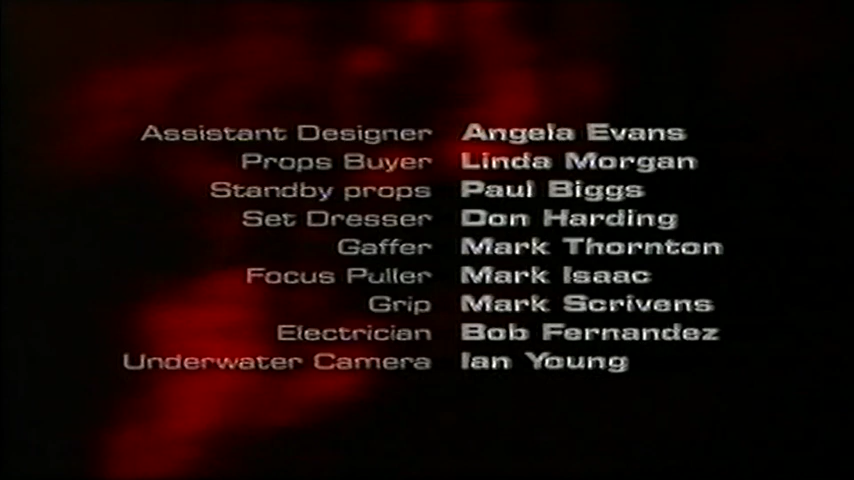 Assistant Designer Angela Evans
Props Buyer Linda Morgan
Standby props Paul Biggs
Set Dresser Don Harding
Gaffer Mark Thornton
Focus Puller Mark Isaac
Grip Mark Scrivens
Electrician Bob Fernandez
Underwater Camera Ian Young